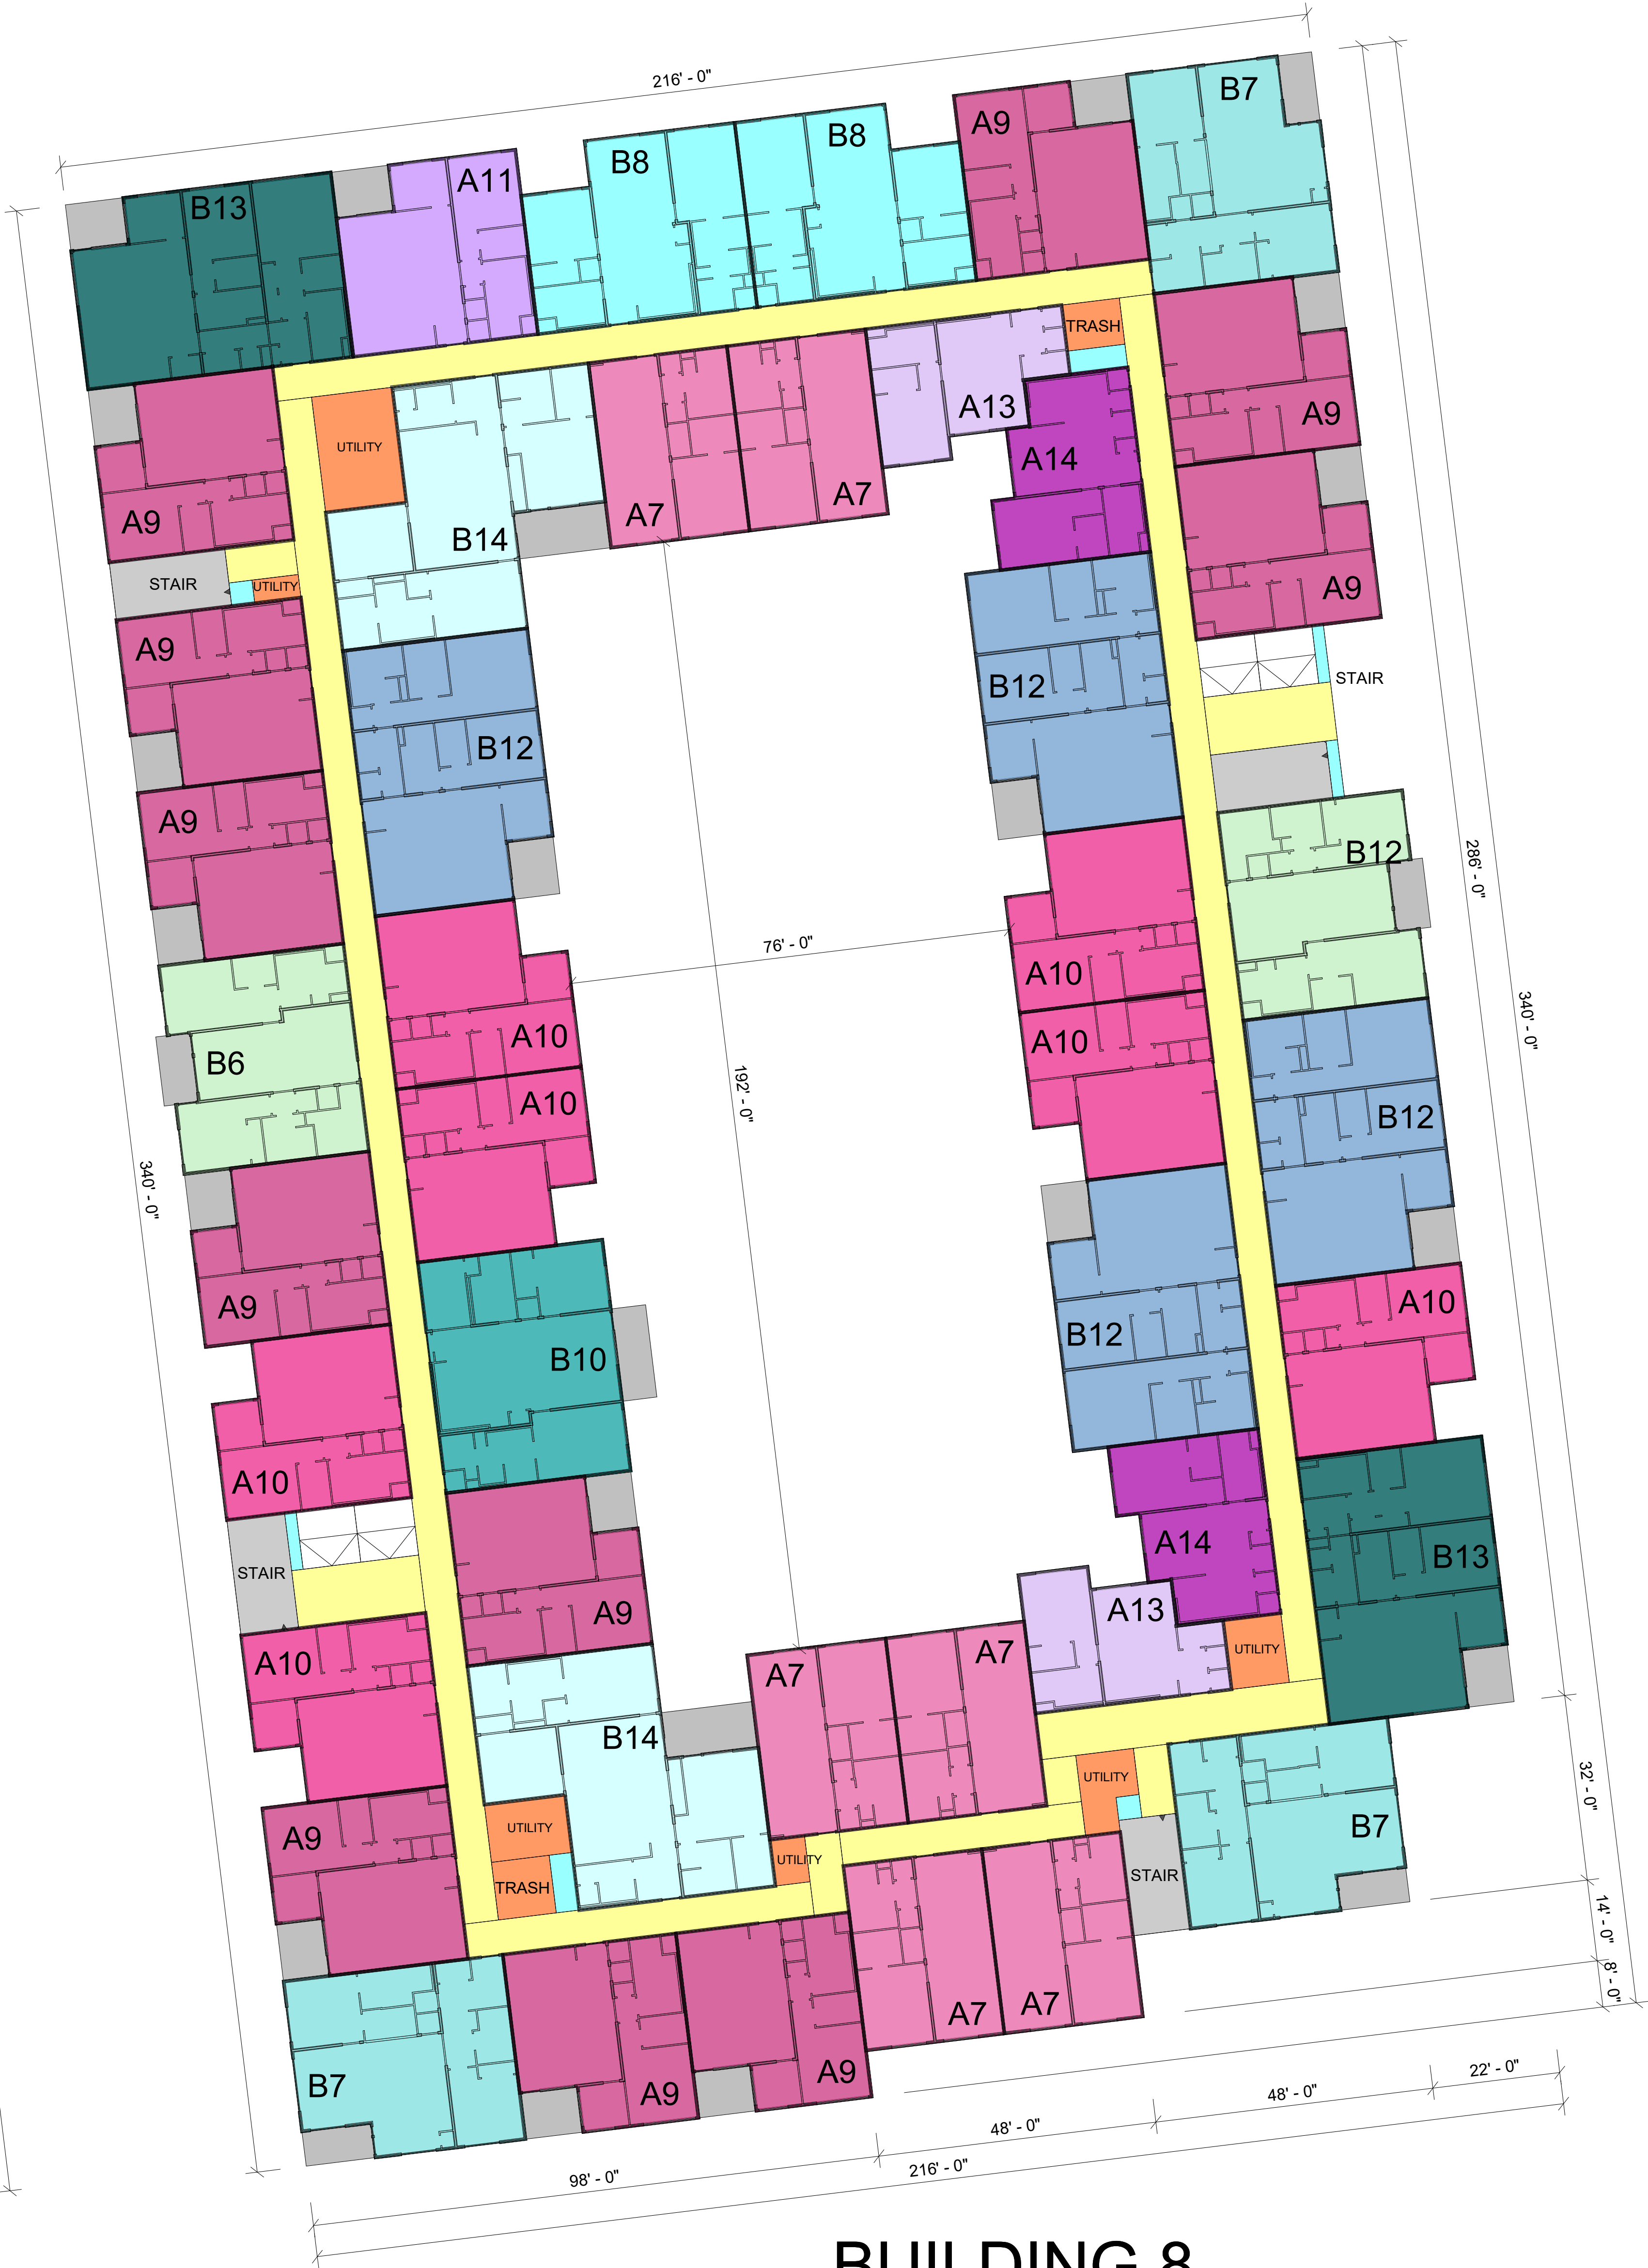 216' - 0"
B7
A9
B8
B8
A11
B13
TRASH
UTILITY
A13
A9
A14
A7
A7
B14
A9
STAIR
UTILITY
A9
A9
B12
STAIR
B12
A9
B12
286' - 0"
76' - 0"
A10
340' - 0"
A10
A10
B6
192' - 0"
A10
B12
340' - 0"
A10
A9
B12
B10
A10
STAIR
A14
B13
A9
A13
A10
A7
A7
UTILITY
B14
UTILITY
32' - 0"
A9
UTILITY
UTILITY
B7
TRASH
STAIR
14' - 0"
8' - 0"
A7
A7
B7
A9
A9
22' - 0"
48' - 0"
48' - 0"
98' - 0"
216' - 0"
BUILDING 8